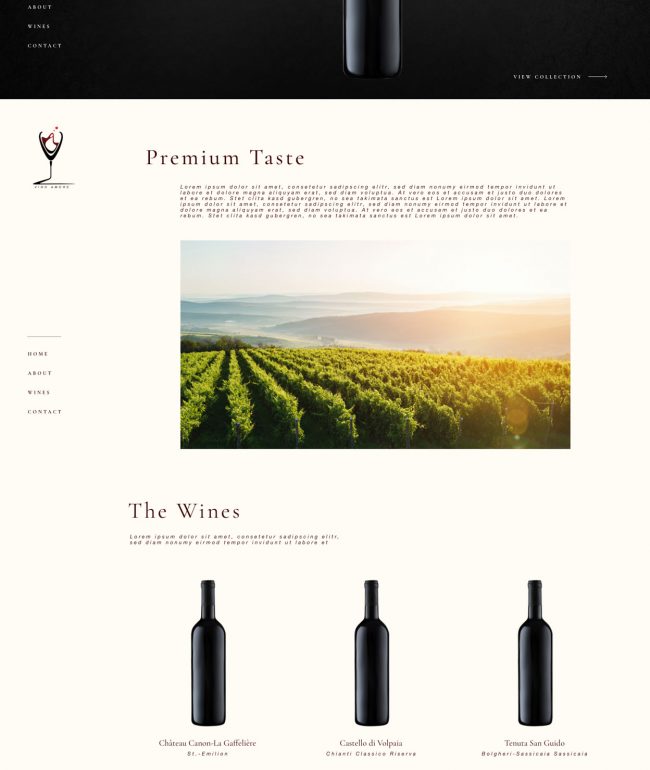 ABOUT
WINES
CONTACT
VIEW COLLECTION
VINO AMORE
Premium Taste
Lorem ipsum dolor sit amet, consetetur sadipscing elitr, sed diam nonumy eirmod tempor invidunt ut
labore et dolore magna aliquyam erat, sed diam voluptua. At vero eos et accusam et justo duo dolores
et ea rebum. Stet clita kasd gubergren, no sea takimata sanctus est Lorem ipsum dolor sit amet. Lorem
ipsum dolor sit amet, consetetur sadipscing elitr, sed diam nonumy eirmod tempor invidunt ut labore et
dolore magna aliquyam erat, sed diam voluptua. At vero eos et accusam et justo duo dolores et ea
rebum. Stet clita kasd gubergren, no sea takimata sanctus est Lorem ipsum dolor sit amet.
HOME
ABOUT
WINES
CONTACT
The Wines
Lorem ipsum dolor sit amet, consetetur sadipscing elitr,
sed diam nonumy eirmod tempor invidunt ut labore et
Château Canon-La Gaffelière
St.-Emilion
Castello di Volpaia
Chianti Classico Riserva
Tenuta San Guido
Bolgheri-Sassicaia Sassicaia